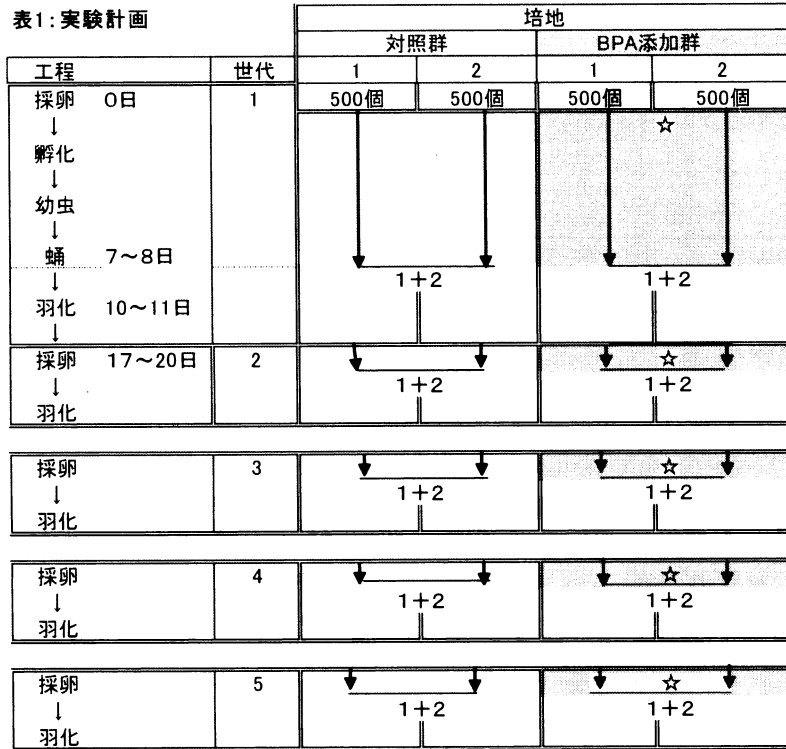 表1:実験計画
培地
対照群 BPA添加群
工程 世代 1 2 1 2
採卵 0日 1 500個 500個 500個 500個
↓ ☆
孵化
↓
幼虫
↓
蛹 7~8日
↓ 1+2 1+2
羽化 10~11日
↓
採卵 17~20日 2 ☆
↓ 1+2 1+2
羽化
採卵 3 ☆
↓ 1+2 1+2
羽化
採卵 4 ☆
↓ 1+2 1+2
羽化
採卵 5 ☆
↓ 1+2 1+2
羽化